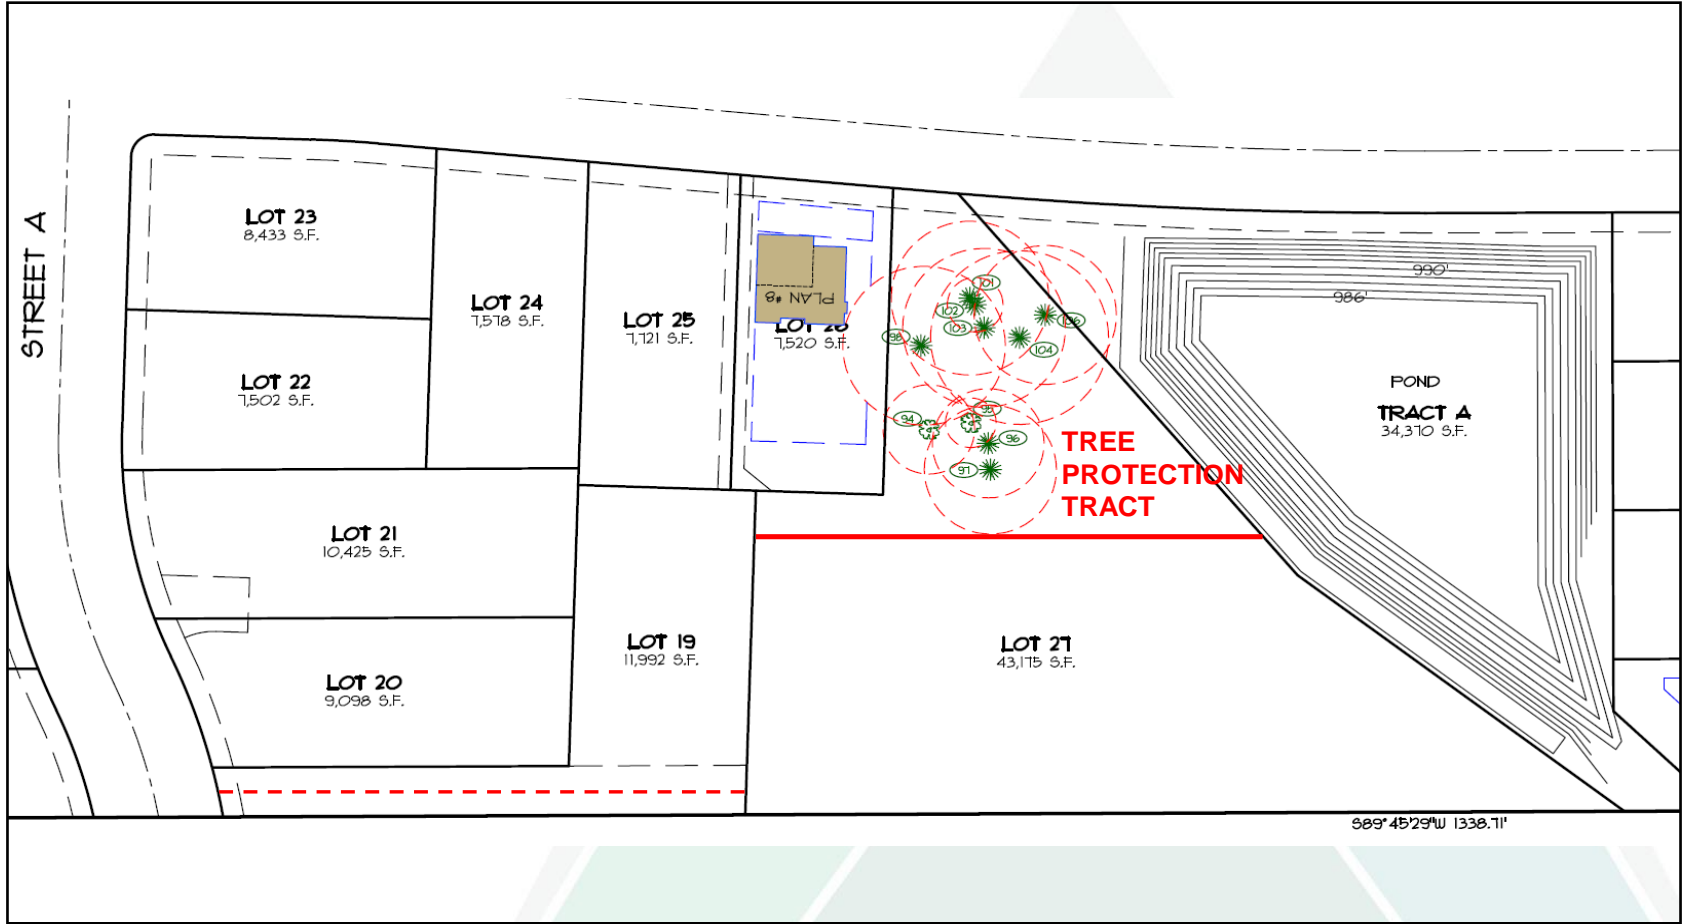 STREET A
LOT 23
8,433 S.F.
LOT 24
7,578 S.F.
LOT 25
7,721 S.F.
PLAN #8
LOT 26
7,520 S.F.
LOT 22
7,502 S.F.
101
102
103
98
104
94
95
96
97
TREE
PROTECTION
TRACT
990'
986'
POND
TRACT A
34,370 S.F.
LOT 21
10,425 S.F.
LOT 20
9,098 S.F.
LOT 19
11,992 S.F.
LOT 27
43,175 S.F.
S89°45'29"W 1338.71'